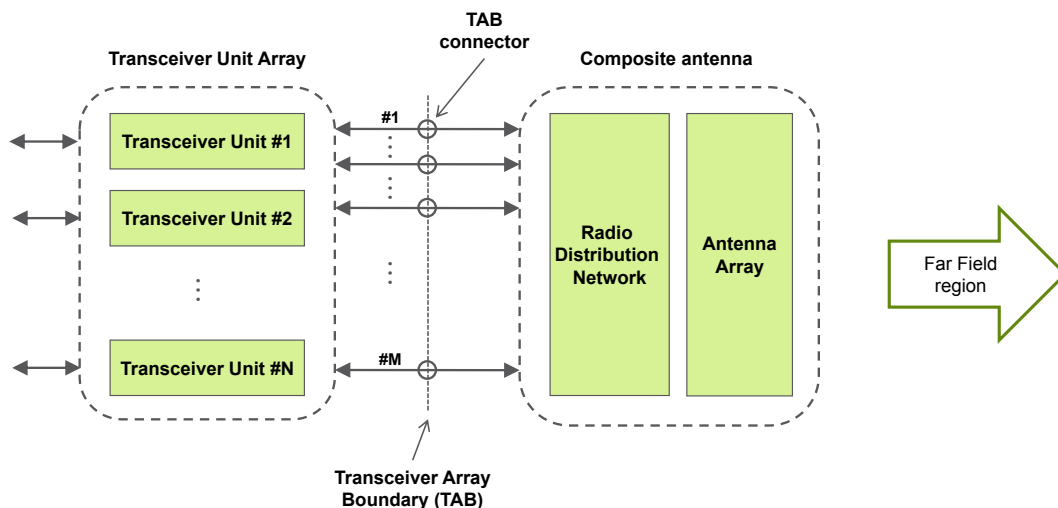 TAB
connector
Transceiver Unit Array
Composite antenna
#1
Transceiver Unit #1
Transceiver Unit #2
Radio
Distribution
Network
Antenna
Array
Far Field
region
#M
Transceiver Unit #N
Transceiver Array
Boundary (TAB)